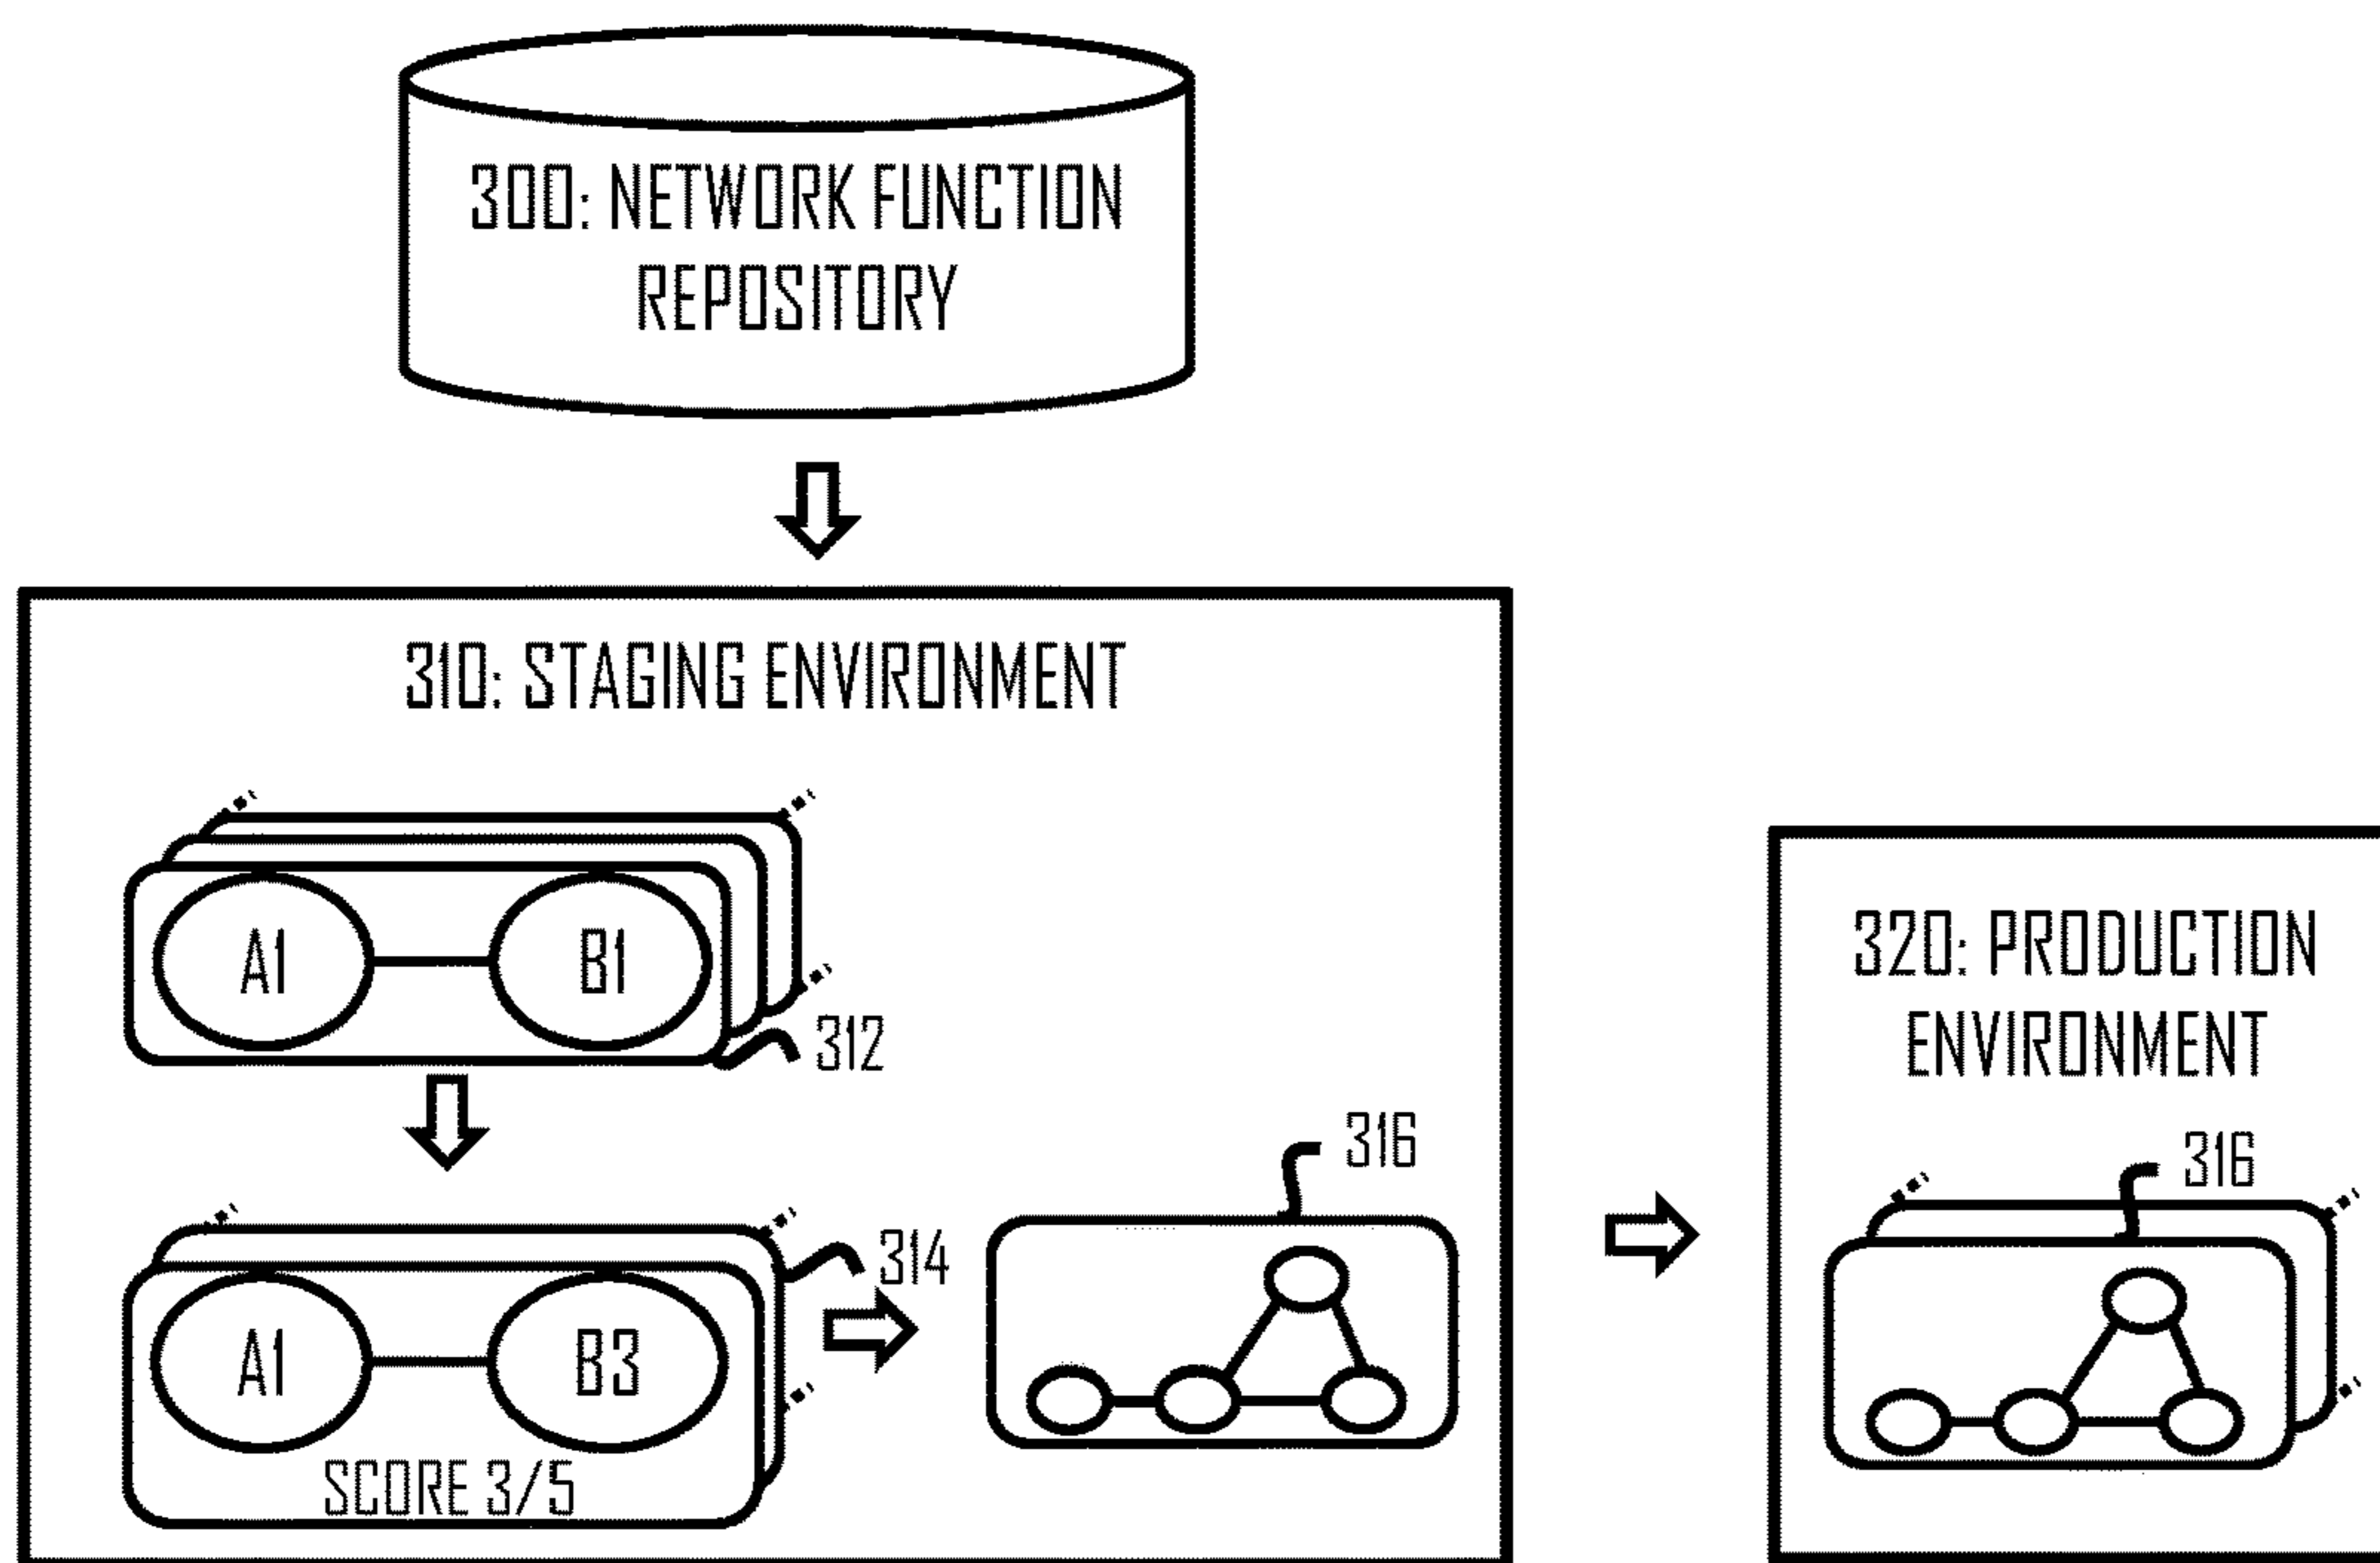 300: NETWORK FUNCTION
REPOSITORY
310: STAGING ENVIRONMENT
A1
B1
312
314
A1
B3
SCORE 3/5
316
320: PRODUCTION
ENVIRONMENT
316